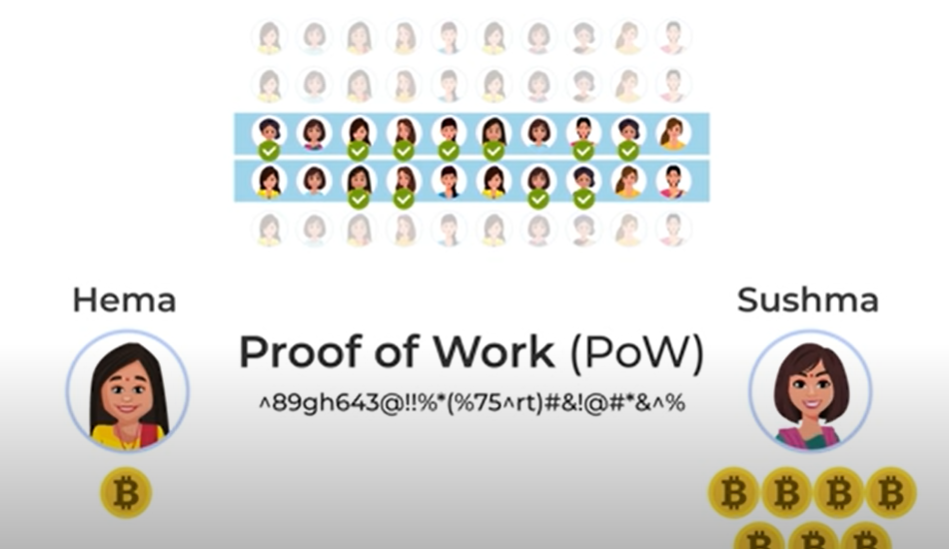 Hema
Sushma
Proof of Work (PoW)
^89gh643@!!%*(%75^rt)#&!@#*&^%